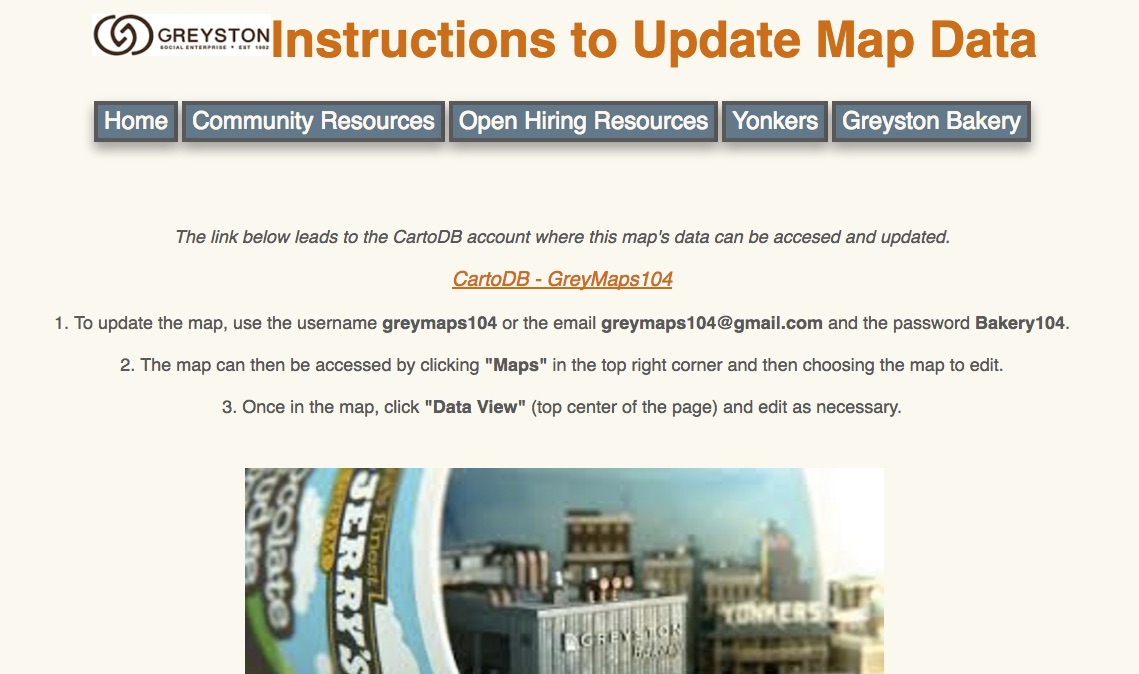 GREYSTON
SOCIAL ENTERPRISE • EST 1982
Instructions to Update Map Data
Home
Community Resources
Open Hiring Resources
Yonkers
Greyston Bakery
The link below leads to the CartoDB account where this map's data can be accesed and updated.
CartoDB - GreyMaps104
1. To update the map, use the username greymaps104 or the email greymaps104@gmail.com and the password Bakery104.
2. The map can then be accessed by clicking "Maps" in the top right corner and then choosing the map to edit.
3. Once in the map, click "Data View" (top center of the page) and edit as necessary.
JERRY'S
YONKERS
GREYSTON